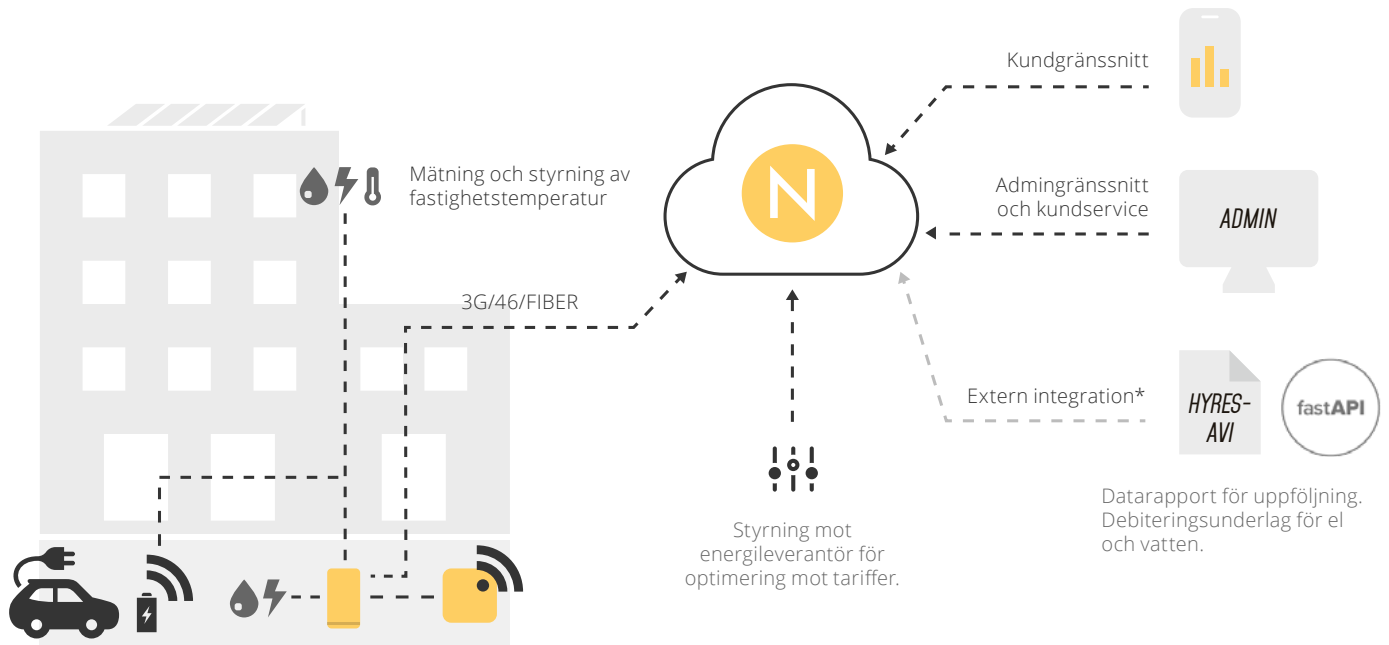 Kundgränssnitt
Mätning och styrning av
fastighetstemperatur
N
Admingränssnitt
och kundservice
ADMIN
3G/46/FIBER
Extern integration*
HYRES-
AVI
fastAPI
Styrning mot
energileverantör för
optimering mot tariffer.
Datarapport för uppföljning.
Debiteringsunderlag för el
och vatten.